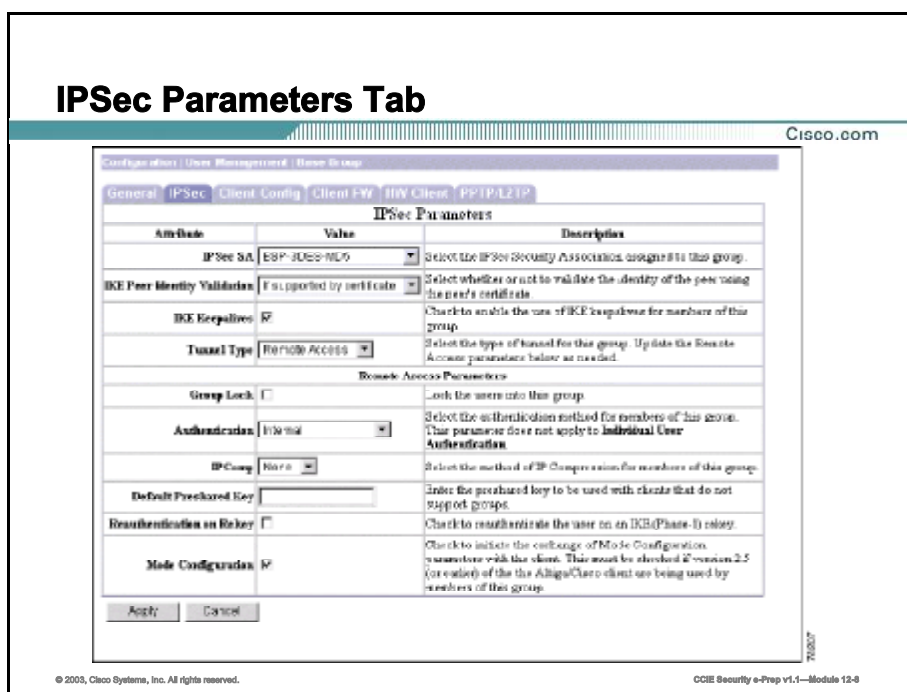 IPSec Parameters Tab
Cisco.com
Configuration | User Management | Base Group
General IPSec Client Config Client FW HW Client PPTP/L2TP
IPSec Parameters
Attribute Value Description
IPSec SA ESP-3DES-MD5 Select the IPSec Security Association assigned to this group.
IKE Peer Identity Validation If supported by certificate Select whether or not to validate the identity of the peer using
the peer's certificate.
IKE Keepalives Check to enable the use of IKE keepalives for members of this
group.
Tunnel Type Remote Access Select the type of tunnel for this group. Update the Remote
Access parameters below as needed.
Remote Access Parameters
Group Lock Lock the users into this group.
Authentication Internal Select the authentication method for members of this group.
This parameter does not apply to Individual User
Authentication.
IPComp None Select the method of IP Compression for members of this group.
Default Preshared Key Enter the preshared key to be used with clients that do not
support groups.
Reauthentication on Rekey Check to reauthenticate the user on an IKE (Phase-1) rekey.
Mode Configuration Check to initiate the exchange of Mode Configuration
parameters with the client. This must be checked if version 2.5
(or earlier) of the the Altiga/Cisco client are being used by
members of this group.
Apply Cancel
© 2003, Cisco Systems, Inc. All rights reserved.
CCIE Security e-Prep v1.1—Module 12-8